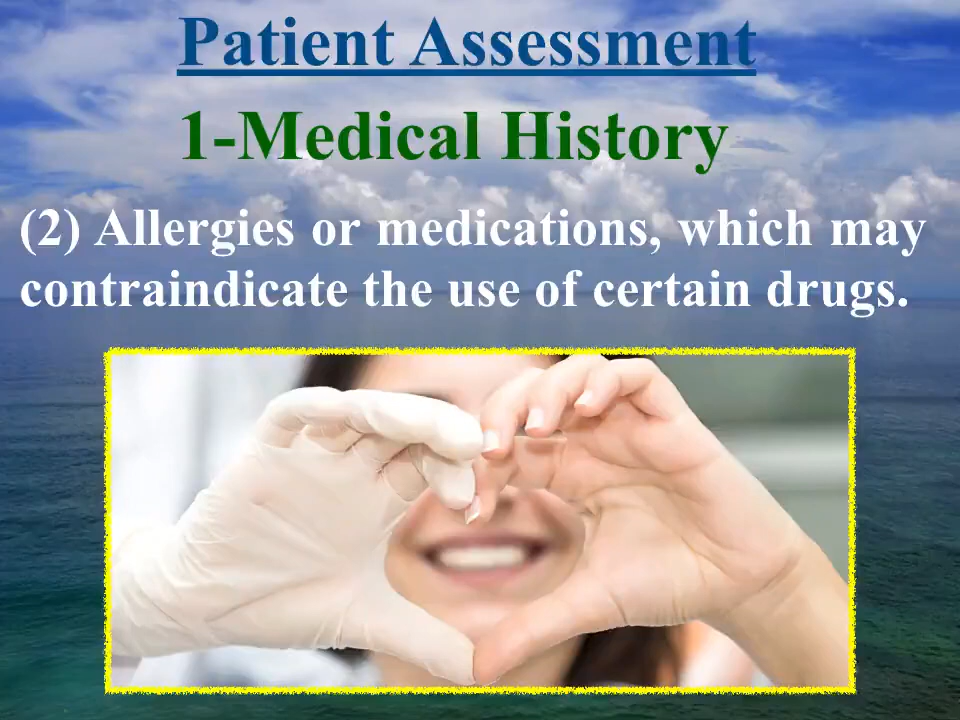 Patient Assessment
1-Medical History
(2) Allergies or medications, which may
contraindicate the use of certain drugs.